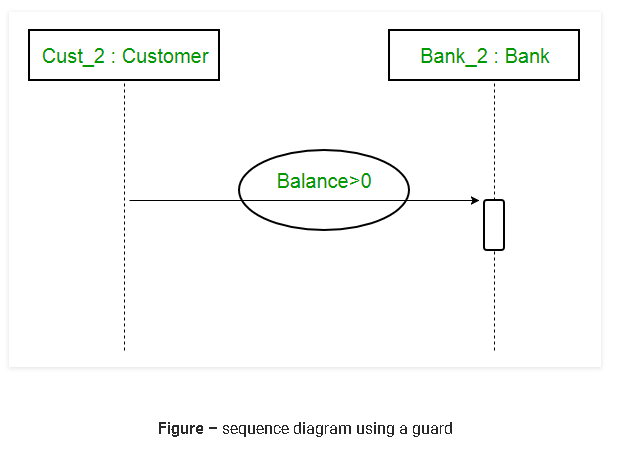 Cust_2 : Customer
Bank_2 : Bank
Balance>0
Figure – sequence diagram using a guard